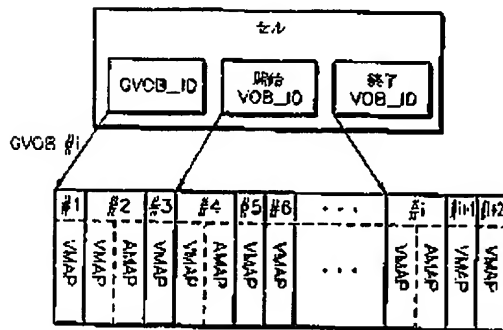 セル
GVOB_ID
開始
VOB_ID
終了
VOB_ID
GVOB #i
#1 #2 #3 #4 #5 #6 ・・・ #i #i+1 #i+2
VMAP VMAP AMAP VMAP VMAP AMAP VMAP VMAP ・・・ VMAP AMAP VMAP VMAP